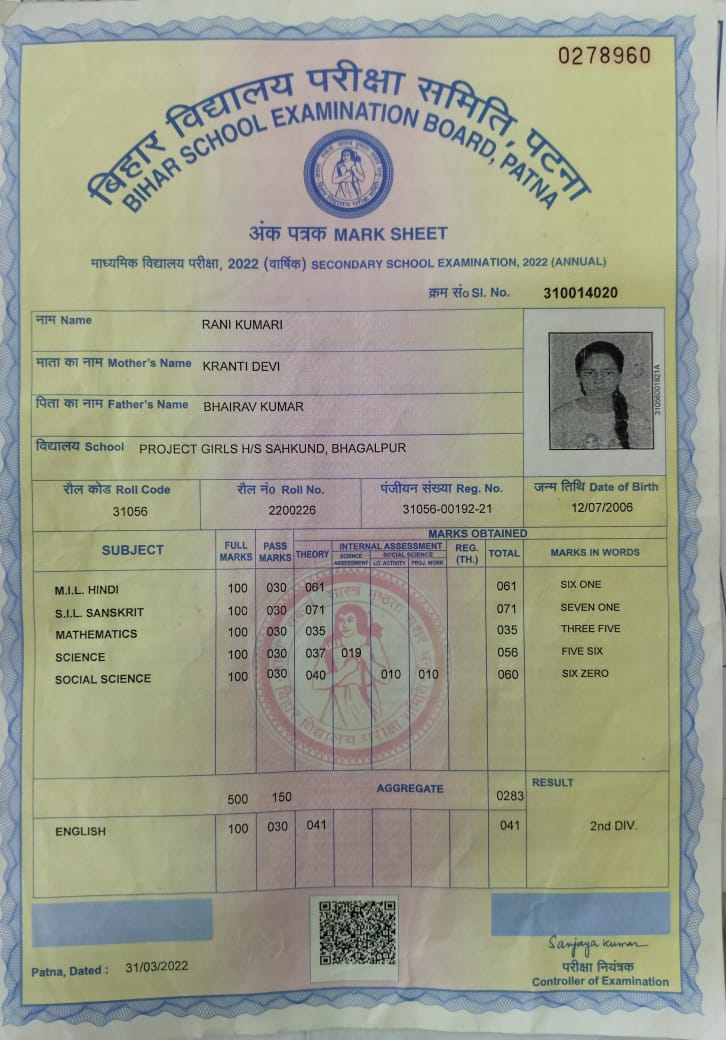 0278960
बिहार विद्यालय परीक्षा समिति, पटना
BIHAR SCHOOL EXAMINATION BOARD, PATNA
अंक पत्रक MARK SHEET
माध्यमिक विद्यालय परीक्षा, 2022 (वार्षिक) SECONDARY SCHOOL EXAMINATION, 2022 (ANNUAL)
क्रम सं० Sl. No. 310014020
नाम Name RANI KUMARI
माता का नाम Mother's Name KRANTI DEVI
पिता का नाम Father's Name BHAIRAV KUMAR
विद्यालय School PROJECT GIRLS H/S SAHKUND, BHAGALPUR
310560001921A
रौल कोड Roll Code रौल नं० Roll No. पंजीयन संख्या Reg. No. जन्म तिथि Date of Birth
31056 2200226 31056-00192-21 12/07/2006
SUBJECT FULL MARKS PASS MARKS MARKS OBTAINED
THEORY INTERNAL ASSESSMENT REG. (TH.) TOTAL MARKS IN WORDS
SCIENCE ASSESSMENT SOCIAL SCIENCE
LIT. ACTIVITY PROJ. WORK
M.I.L. HINDI 100 030 061 061 SIX ONE
S.I.L. SANSKRIT 100 030 071 071 SEVEN ONE
MATHEMATICS 100 030 035 035 THREE FIVE
SCIENCE 100 030 037 019 056 FIVE SIX
SOCIAL SCIENCE 100 030 040 010 010 060 SIX ZERO
बिहार विद्यालय परीक्षा समिति
500 150 AGGREGATE 0283 RESULT
ENGLISH 100 030 041 041 2nd DIV.
Sanjaya Kumar
Patna, Dated : 31/03/2022
परीक्षा नियंत्रक
Controller of Examination